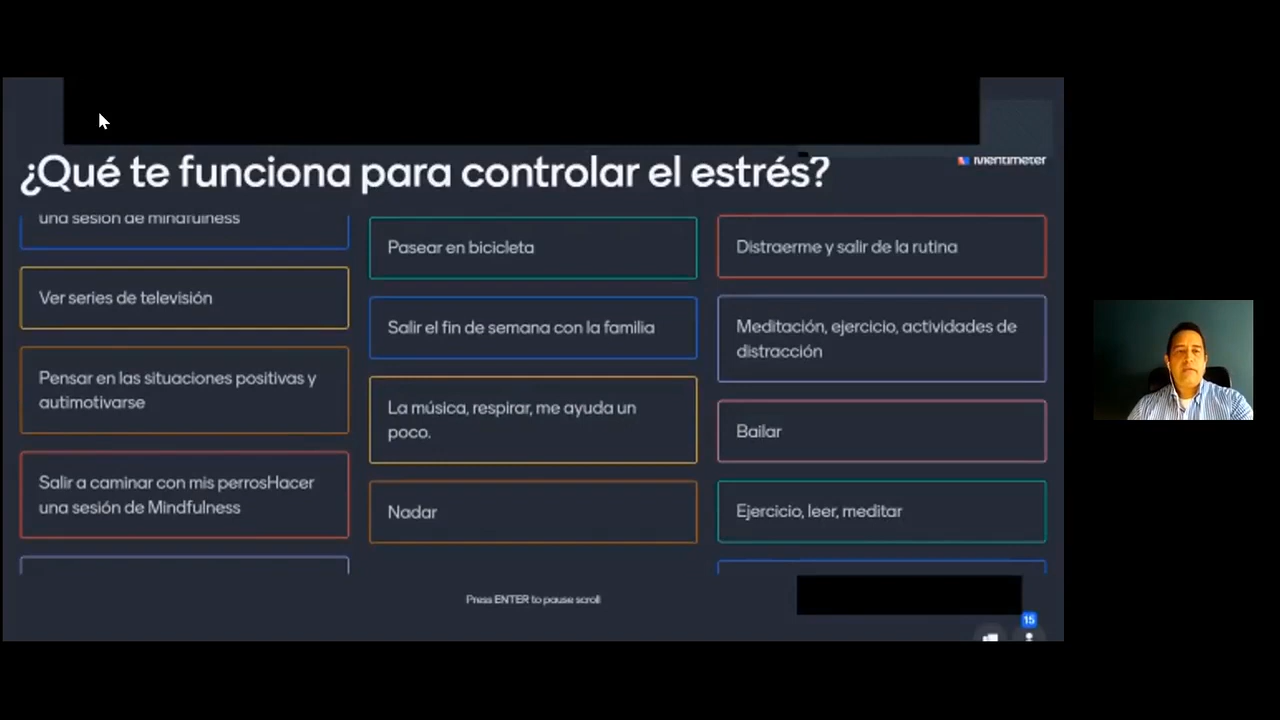 ¿Qué te funciona para controlar el estrés?
Mentimeter
una sesión de mindfulness
Ver series de televisión
Pensar en las situaciones positivas y
autimotivarse
Salir a caminar con mis perrosHacer
una sesión de Mindfulness
Pasear en bicicleta
Salir el fin de semana con la familia
La música, respirar, me ayuda un
poco.
Nadar
Distraerme y salir de la rutina
Meditación, ejercicio, actividades de
distracción
Bailar
Ejercicio, leer, meditar
Press ENTER to pause scroll
15